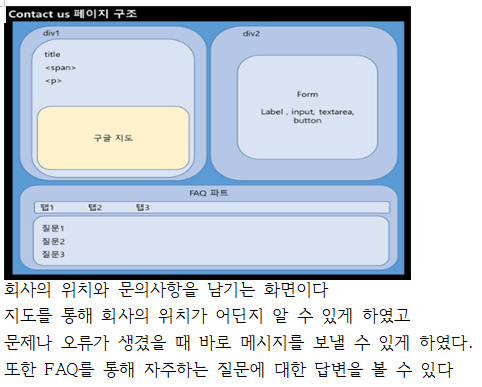 Contact us 페이지 구조
div1
title
<span>
<p>
구글 지도
div2
Form
Label , input, textarea,
button
FAQ 파트
탭1 탭2 탭3
질문1
질문2
질문3
회사의 위치와 문의사항을 남기는 화면이다
지도를 통해 회사의 위치가 어딘지 알 수 있게 하였고
문제나 오류가 생겼을 때 바로 메시지를 보낼 수 있게 하였다.
또한 FAQ를 통해 자주하는 질문에 대한 답변을 볼 수 있다